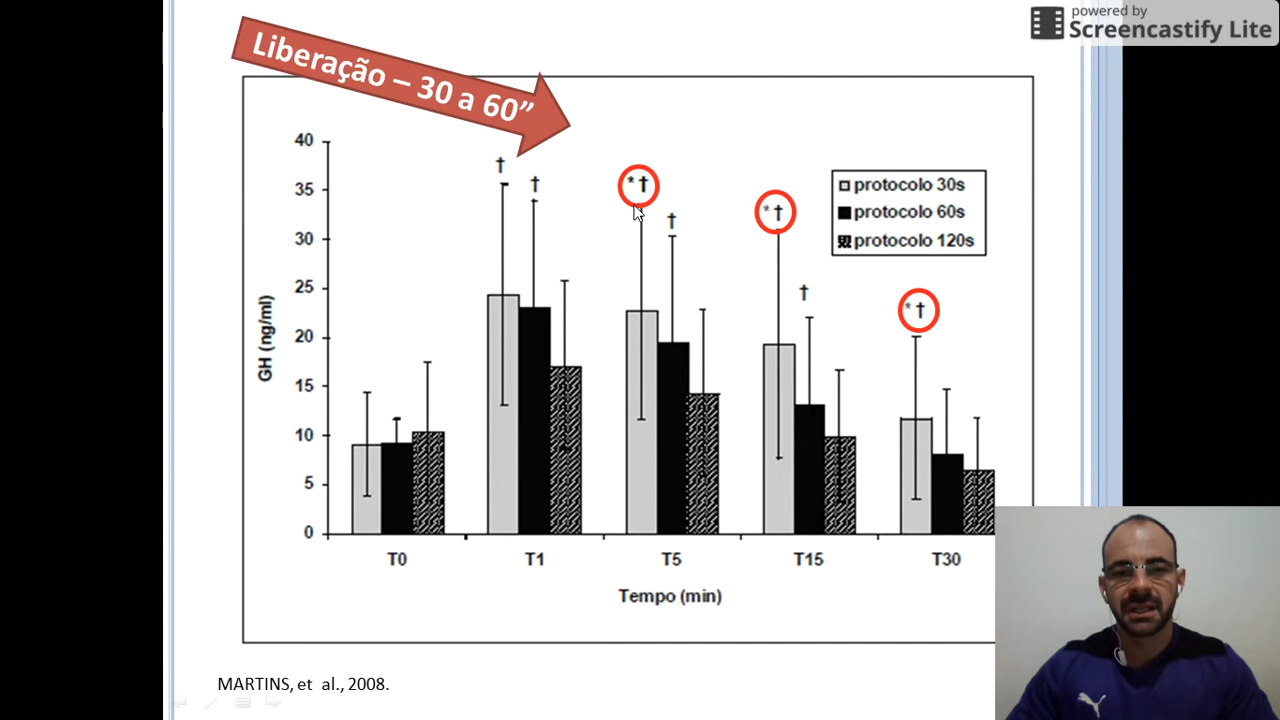 powered by
Screencastify Lite
Liberação – 30 a 60”
40
35
30
25
20
15
10
5
0
GH (ng/ml)
†
†
*†
†
*†
†
*†
protocolo 30s
protocolo 60s
protocolo 120s
T0
T1
T5
T15
T30
Tempo (min)
MARTINS, et al., 2008.